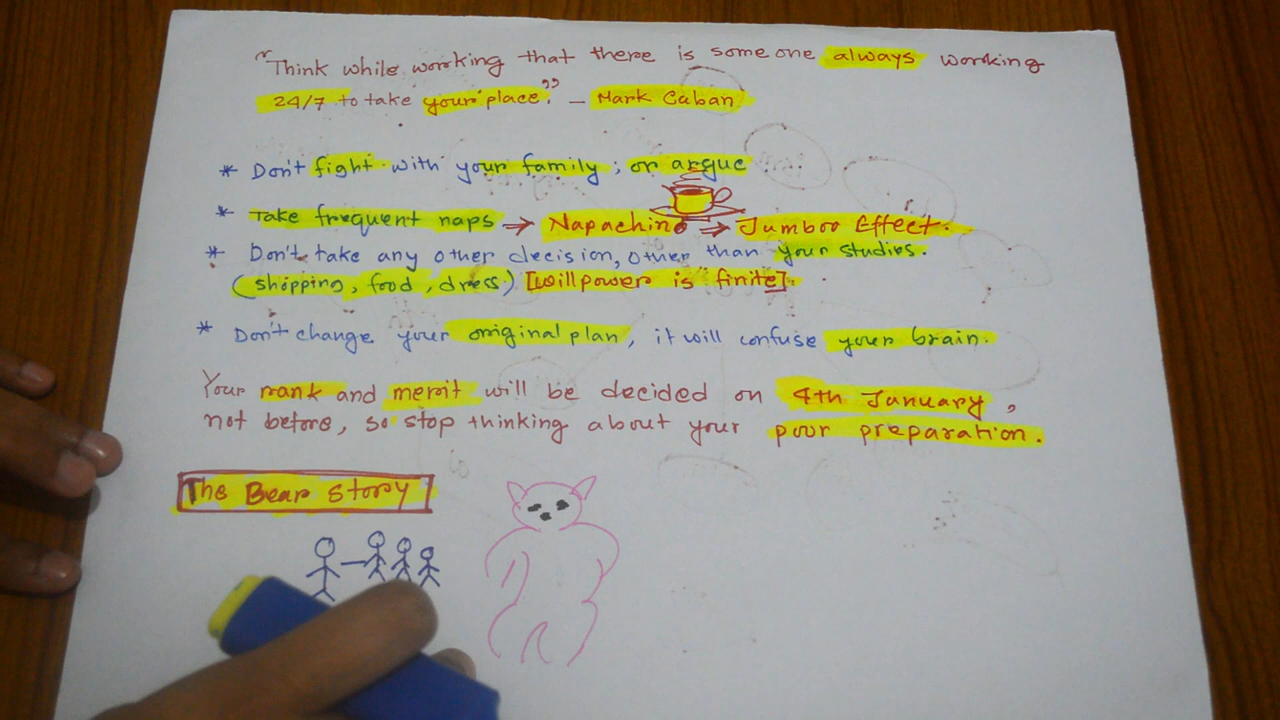 "Think while working that there is some one always working
24/7 to take your place." – Mark Cuban
* Don't fight with your family; or argue
* Take frequent naps → Napachino → Jumboo Effect.
* Don't take any other decision, other than your studies.
(shopping, food, dress) [willpower is finite].
* Don't change your original plan, it will confuse your brain.
Your rank and merit will be decided on 4th January,
not before, so stop thinking about your poor preparation.
The Bear story